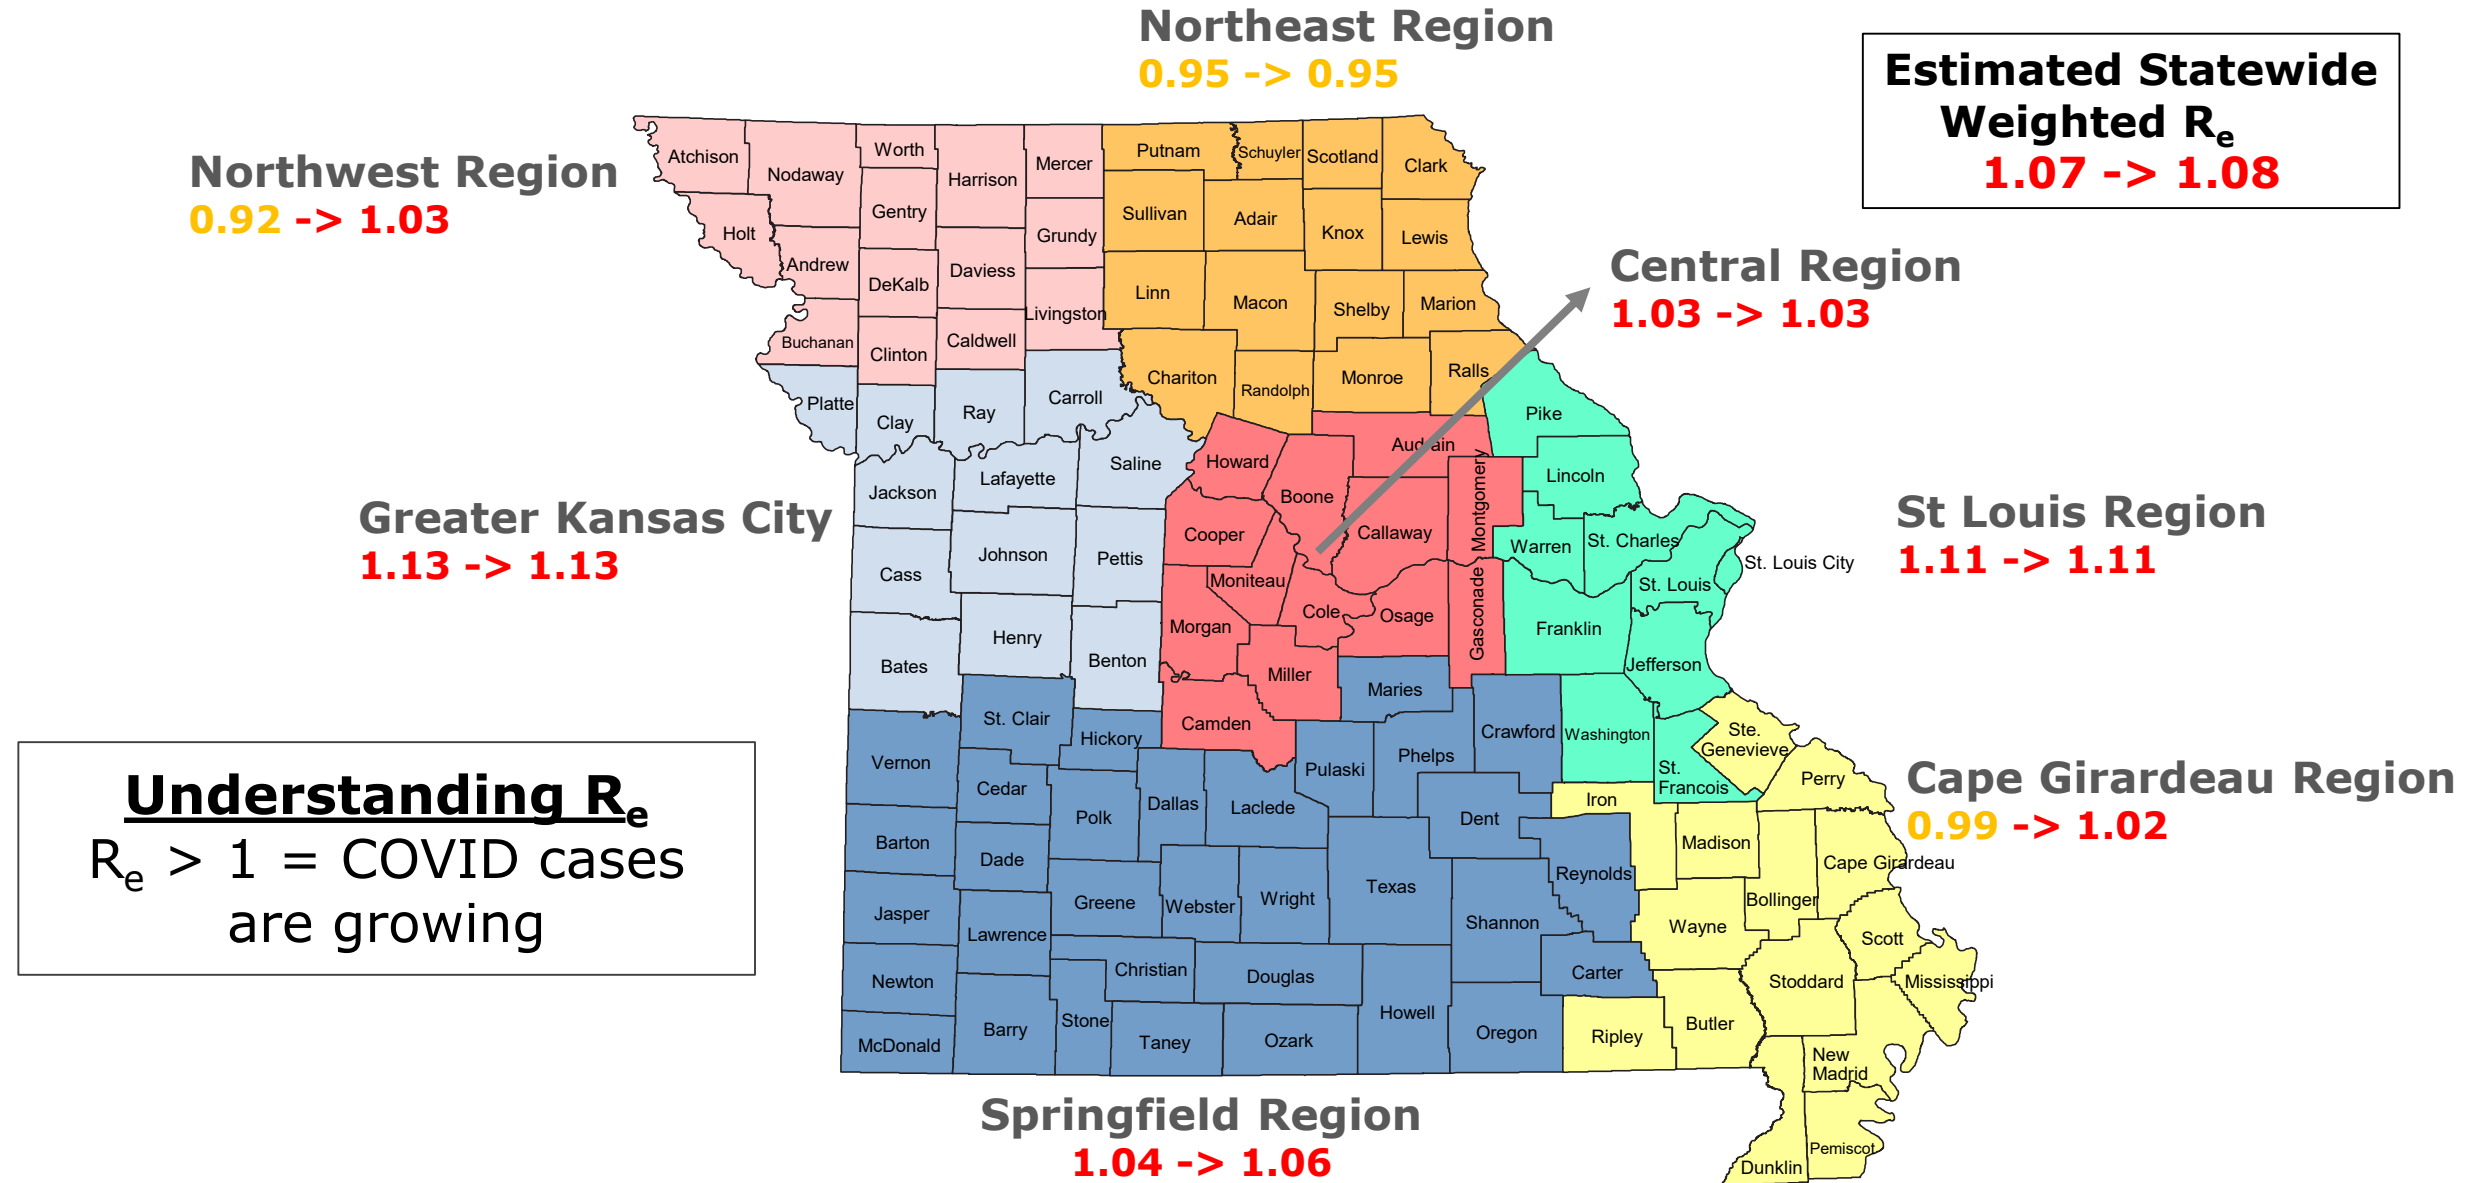 Northeast Region
0.95 -> 0.95
Estimated Statewide
Weighted Re
1.07 -> 1.08
Northwest Region
0.92 -> 1.03
Central Region
1.03 -> 1.03
Greater Kansas City
1.13 -> 1.13
St Louis Region
1.11 -> 1.11
Understanding Re
Re > 1 = COVID cases
are growing
Cape Girardeau Region
0.99 -> 1.02
Springfield Region
1.04 -> 1.06
Atchison
Nodaway
Worth
Harrison
Mercer
Putnam
Schuyler
Scotland
Clark
Holt
Gentry
Grundy
Sullivan
Adair
Knox
Lewis
Andrew
DeKalb
Daviess
Livingston
Linn
Macon
Shelby
Marion
Buchanan
Clinton
Caldwell
Chariton
Randolph
Monroe
Ralls
Pike
Platte
Clay
Ray
Carroll
Saline
Howard
Boone
Audrain
Montgomery
Lincoln
Jackson
Lafayette
Cooper
Callaway
Warren
St. Charles
St. Louis City
St. Louis
Cass
Johnson
Pettis
Moniteau
Cole
Osage
Gasconade
Franklin
Jefferson
Bates
Henry
Benton
Morgan
Miller
Maries
Camden
St. Clair
Hickory
Vernon
Cedar
Polk
Dallas
Laclede
Pulaski
Phelps
Crawford
Washington
St.
Francois
Ste.
Genevieve
Perry
Barton
Dade
Dent
Iron
Madison
Reynolds
Bollinger
Cape Girardeau
Jasper
Lawrence
Greene
Webster
Wright
Texas
Shannon
Wayne
Scott
Mississippi
Stoddard
Newton
Christian
Douglas
Carter
Howell
McDonald
Barry
Stone
Taney
Ozark
Oregon
Ripley
Butler
New
Madrid
Pemiscot
Dunklin